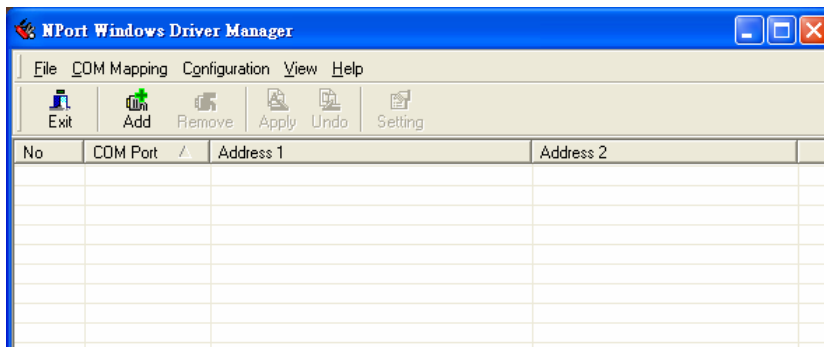 NPort Windows Driver Manager
File COM Mapping Configuration View Help
Exit Add Remove Apply Undo Setting
No COM Port Address 1 Address 2